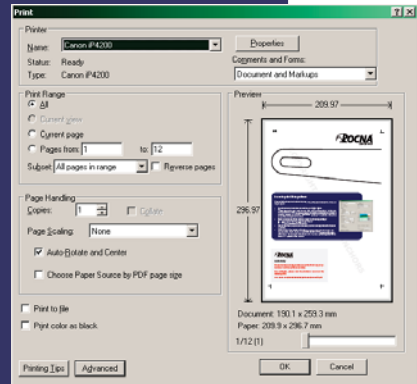 Print
Printer
Name: Canon iP4200
Properties
Status: Ready
Type: Canon iP4200
Comments and Forms:
Document and Markups
Print Range
All
Current view
Current page
Pages from: 1 to: 12
Subset: All pages in range
Reverse pages
Page Handling
Copies: 1
Collate
Page Scaling: None
Auto-Rotate and Center
Choose Paper Source by PDF page size
Print to file
Print color as black
Preview
209.97
296.97
ROCNA
ROCNA
Document: 190.1 x 259.3 mm
Paper: 209.9 x 296.7 mm
1/12 (1)
Printing Tips
Advanced
OK
Cancel